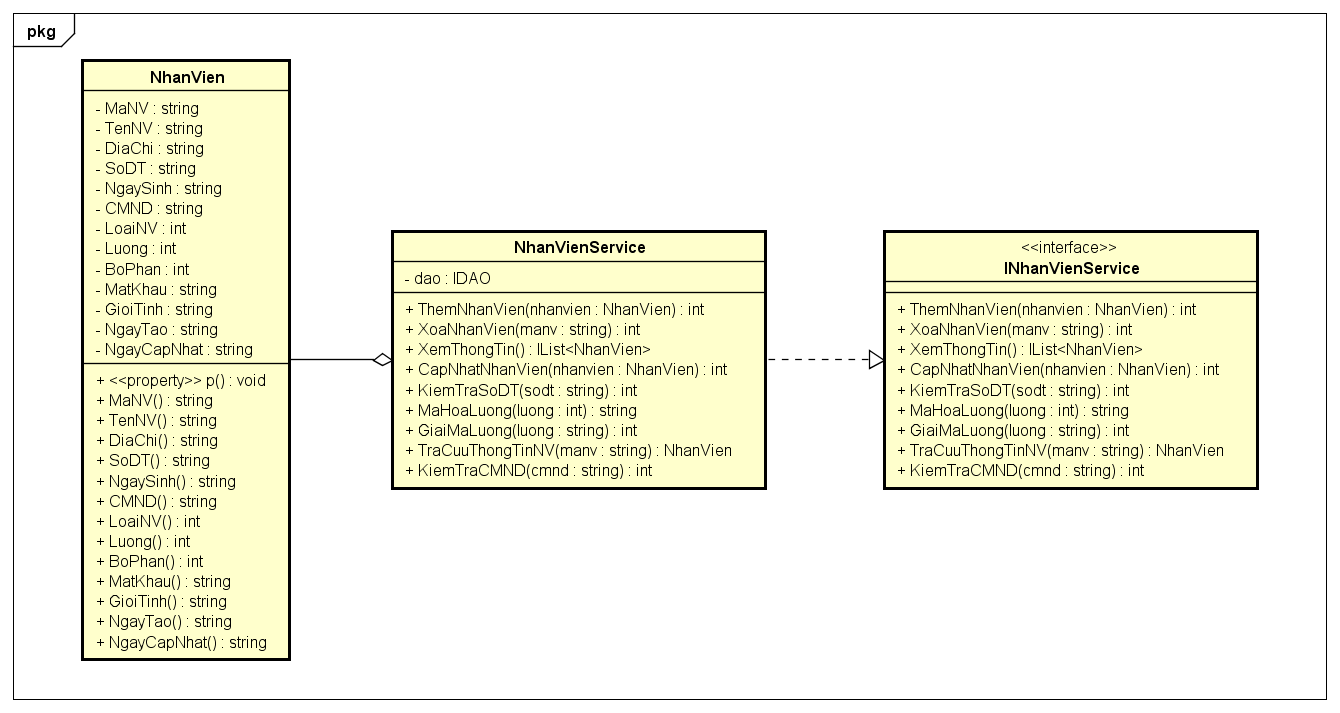 pkg
NhanVien
- MaNV : string
- TenNV : string
- DiaChi : string
- SoDT : string
- NgaySinh : string
- CMND : string
- LoaiNV : int
- Luong : int
- BoPhan : int
- MatKhau : string
- GioiTinh : string
- NgayTao : string
- NgayCapNhat : string
+ <<property>> p() : void
+ MaNV() : string
+ TenNV() : string
+ DiaChi() : string
+ SoDT() : string
+ NgaySinh() : string
+ CMND() : string
+ LoaiNV() : int
+ Luong() : int
+ BoPhan() : int
+ MatKhau() : string
+ GioiTinh() : string
+ NgayTao() : string
+ NgayCapNhat() : string
NhanVienService
- dao : IDAO
+ ThemNhanVien(nhanvien : NhanVien) : int
+ XoaNhanVien(manv : string) : int
+ XemThongTin() : IList<NhanVien>
+ CapNhatNhanVien(nhanvien : NhanVien) : int
+ KiemTraSoDT(sodt : string) : int
+ MaHoaLuong(luong : int) : string
+ GiaiMaLuong(luong : string) : int
+ TraCuuThongTinNV(manv : string) : NhanVien
+ KiemTraCMND(cmnd : string) : int
<<interface>>
INhanVienService
+ ThemNhanVien(nhanvien : NhanVien) : int
+ XoaNhanVien(manv : string) : int
+ XemThongTin() : IList<NhanVien>
+ CapNhatNhanVien(nhanvien : NhanVien) : int
+ KiemTraSoDT(sodt : string) : int
+ MaHoaLuong(luong : int) : string
+ GiaiMaLuong(luong : string) : int
+ TraCuuThongTinNV(manv : string) : NhanVien
+ KiemTraCMND(cmnd : string) : int